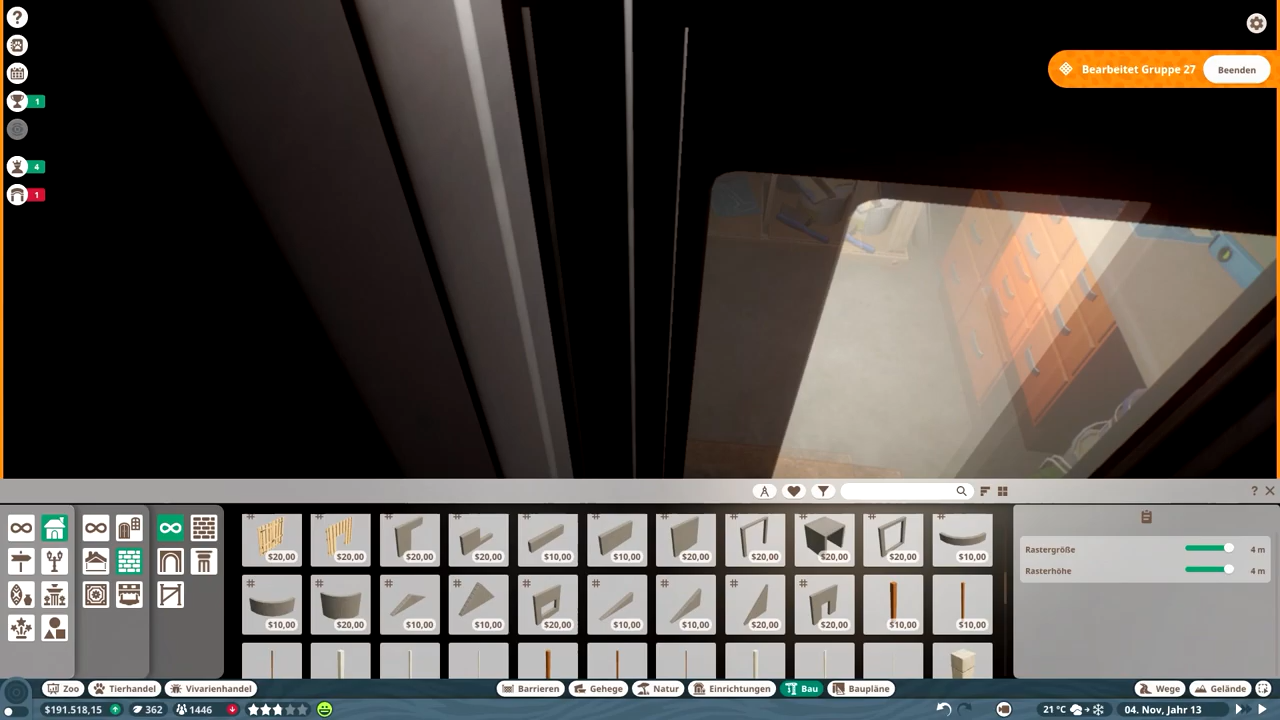 ?
1
4
1
Bearbeitet Gruppe 27
Beenden
?
$20,00 $20,00 $20,00 $20,00 $10,00 $10,00 $20,00 $20,00 $20,00 $20,00 $10,00
$10,00 $20,00 $10,00 $10,00 $20,00 $10,00 $10,00 $20,00 $20,00 $10,00 $10,00
Rastergröße 4 m
Rasterhöhe 4 m
Zoo Tierhandel Vivarienhandel Barrieren Gehege Natur Einrichtungen Bau Baupläne Wege Gelände
$191.518,15 362 1446 21 °C 04. Nov, Jahr 13